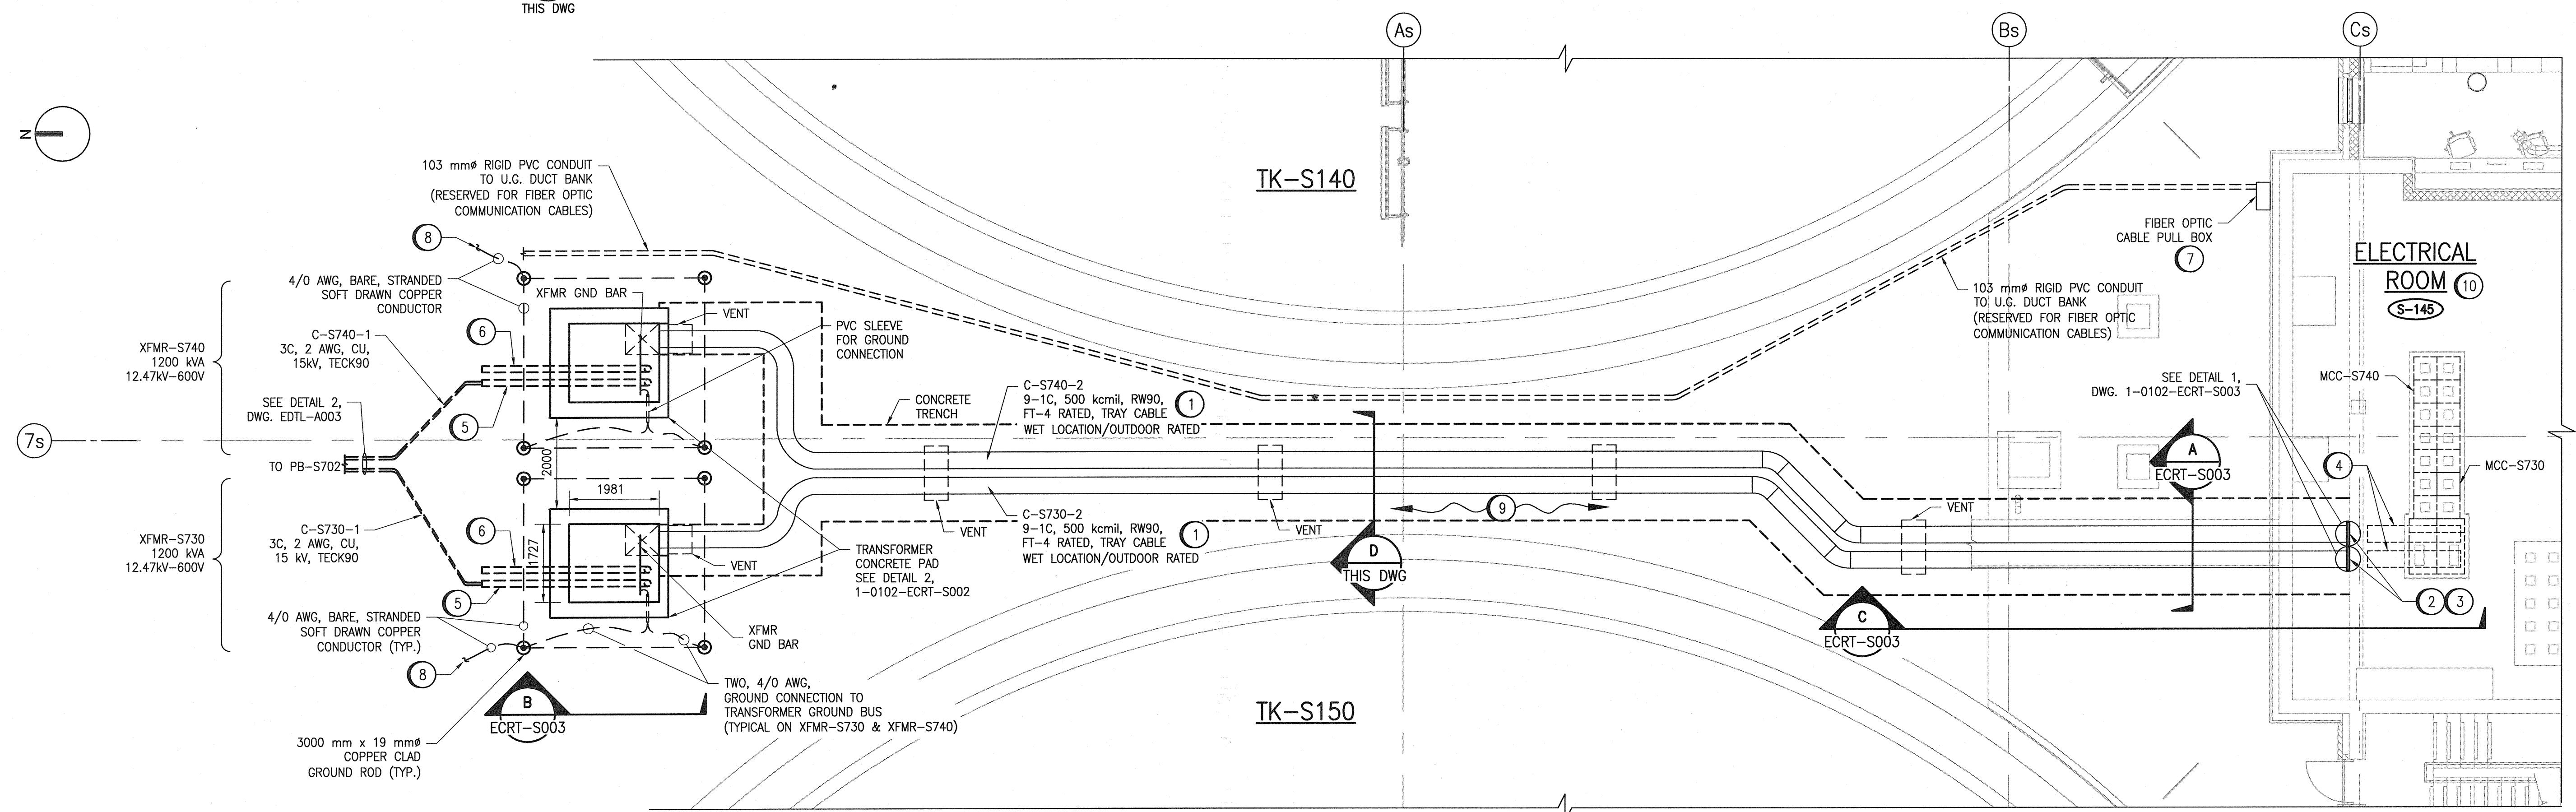 THIS DWG
As
Bs
Cs
N
103 mmø RIGID PVC CONDUIT
TO U.G. DUCT BANK
(RESERVED FOR FIBER OPTIC
COMMUNICATION CABLES)
TK-S140
8
FIBER OPTIC
CABLE PULL BOX
7
ELECTRICAL
ROOM
10
S-145
4/0 AWG, BARE, STRANDED
SOFT DRAWN COPPER
CONDUCTOR
XFMR GND BAR
VENT
PVC SLEEVE
FOR GROUND
CONNECTION
103 mmø RIGID PVC CONDUIT
TO U.G. DUCT BANK
(RESERVED FOR FIBER OPTIC
COMMUNICATION CABLES)
6
C-S740-1
3C, 2 AWG, CU,
15kV, TECK90
XFMR-S740
1200 kVA
12.47kV-600V
SEE DETAIL 2,
DWG. EDTL-A003
5
CONCRETE
TRENCH
C-S740-2
9-1C, 500 kcmil, RW90,
FT-4 RATED, TRAY CABLE
WET LOCATION/OUTDOOR RATED
1
SEE DETAIL 1,
DWG. 1-0102-ECRT-S003
MCC-S740
7s
TO PB-S702
2000
1981
A
ECRT-S003
4
MCC-S730
C-S730-1
3C, 2 AWG, CU,
15 kV, TECK90
XFMR-S730
1200 kVA
12.47kV-600V
6
1727
VENT
5
VENT
C-S730-2
9-1C, 500 kcmil, RW90,
FT-4 RATED, TRAY CABLE
WET LOCATION/OUTDOOR RATED
1
VENT
9
VENT
D
THIS DWG
TRANSFORMER
CONCRETE PAD
SEE DETAIL 2,
1-0102-ECRT-S002
2
3
C
ECRT-S003
4/0 AWG, BARE, STRANDED
SOFT DRAWN COPPER
CONDUCTOR (TYP.)
8
XFMR
GND BAR
TWO, 4/0 AWG,
GROUND CONNECTION TO
TRANSFORMER GROUND BUS
(TYPICAL ON XFMR-S730 & XFMR-S740)
B
ECRT-S003
TK-S150
3000 mm x 19 mmø
COPPER CLAD
GROUND ROD (TYP.)